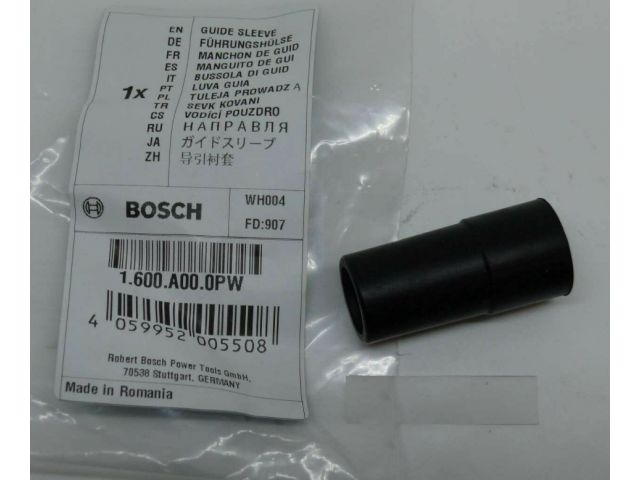 EN GUIDE SLEEVE
DE FÜHRUNGSHÜLSE
FR MANCHON DE GUID
ES MANGUITO DE GUI
IT BUSSOLA DI GUID
1x
PT LUVA GUIA
PL TULEJA PROWADZĄ
TR SEVK KOVANI
CS VODÍCÍ POUZDRO
RU НАПРАВЛЯ
JA ガイドスリーブ
ZH 导引衬套
BOSCH
WH004
FD:907
1.600.A00.0PW
4 059952 005508
Robert Bosch Power Tools GmbH,
70538 Stuttgart, GERMANY
Made in Romania